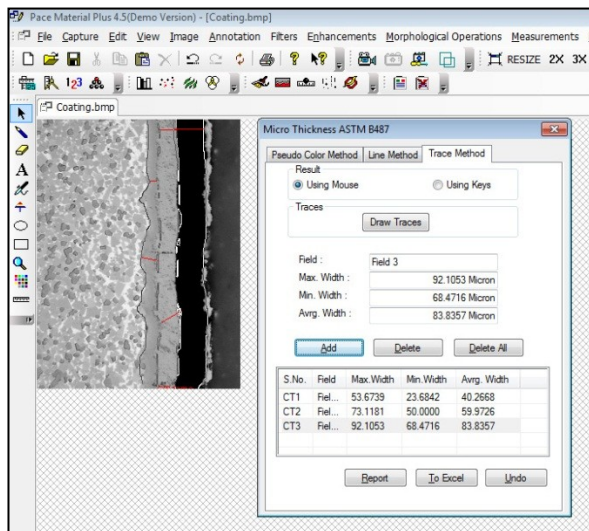 Pace Material Plus 4.5(Demo Version) - [Coating.bmp]
File Capture Edit View Image Annotation Filters Enhancements Morphological Operations Measurements
RESIZE 2X 3X
123
Coating.bmp
Micro Thickness ASTM B487
Pseudo Color Method Line Method Trace Method
Result
Using Mouse Using Keys
Traces
Draw Traces
Field : Field 3
Max. Width : 92.1053 Micron
Min. Width : 68.4716 Micron
Avrg. Width : 83.8357 Micron
Add Delete Delete All
S.No. Field Max.Width Min.Width Avrg. Width
CT1 Fiel... 53.6739 23.6842 40.2668
CT2 Fiel... 73.1181 50.0000 59.9726
CT3 Fiel... 92.1053 68.4716 83.8357
Report To Excel Undo